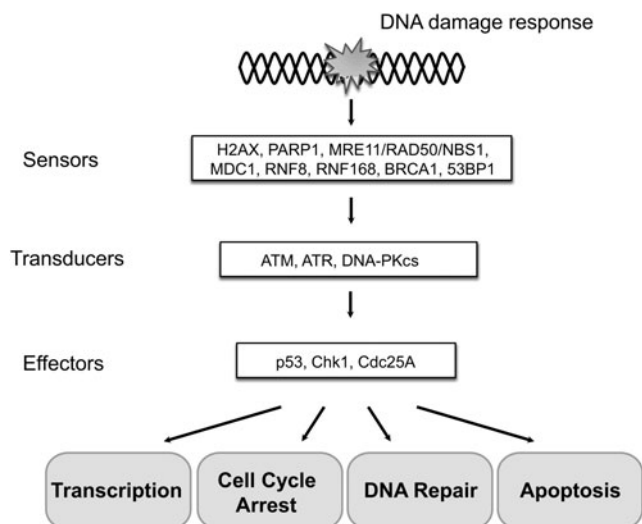 DNA damage response
Sensors
H2AX, PARP1, MRE11/RAD50/NBS1,
MDC1, RNF8, RNF168, BRCA1, 53BP1
Transducers
ATM, ATR, DNA-PKcs
Effectors
p53, Chk1, Cdc25A
Transcription
Cell Cycle
Arrest
DNA Repair
Apoptosis